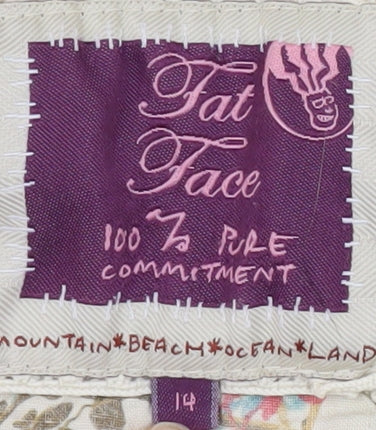 Fat
Face
100% PURE
COMMITMENT
MOUNTAIN*BEACH*OCEAN*LAND
14